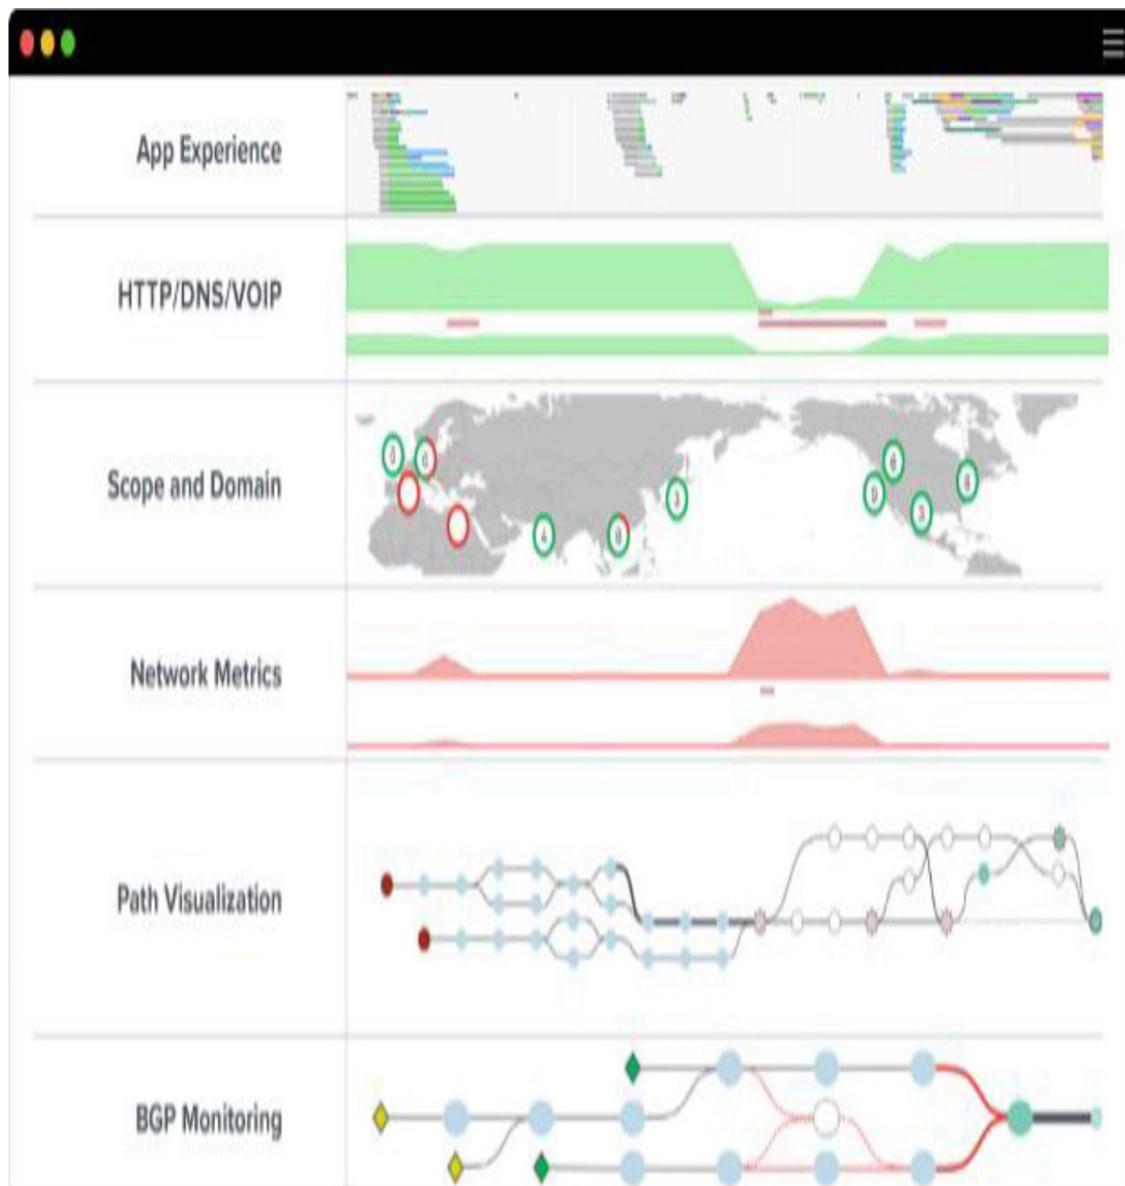 App Experience
HTTP/DNS/VOIP
Scope and Domain
Network Metrics
Path Visualization
BGP Monitoring